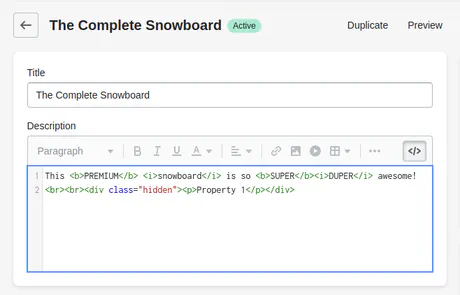 The Complete Snowboard Active Duplicate Preview
Title
The Complete Snowboard
Description
Paragraph B I U A </>
1 This <b>PREMIUM</b> <i>snowboard</i> is so <b>SUPER</b><i>DUPER</i> awesome!
2 <br><br><div class="hidden"><p>Property 1</p></div>